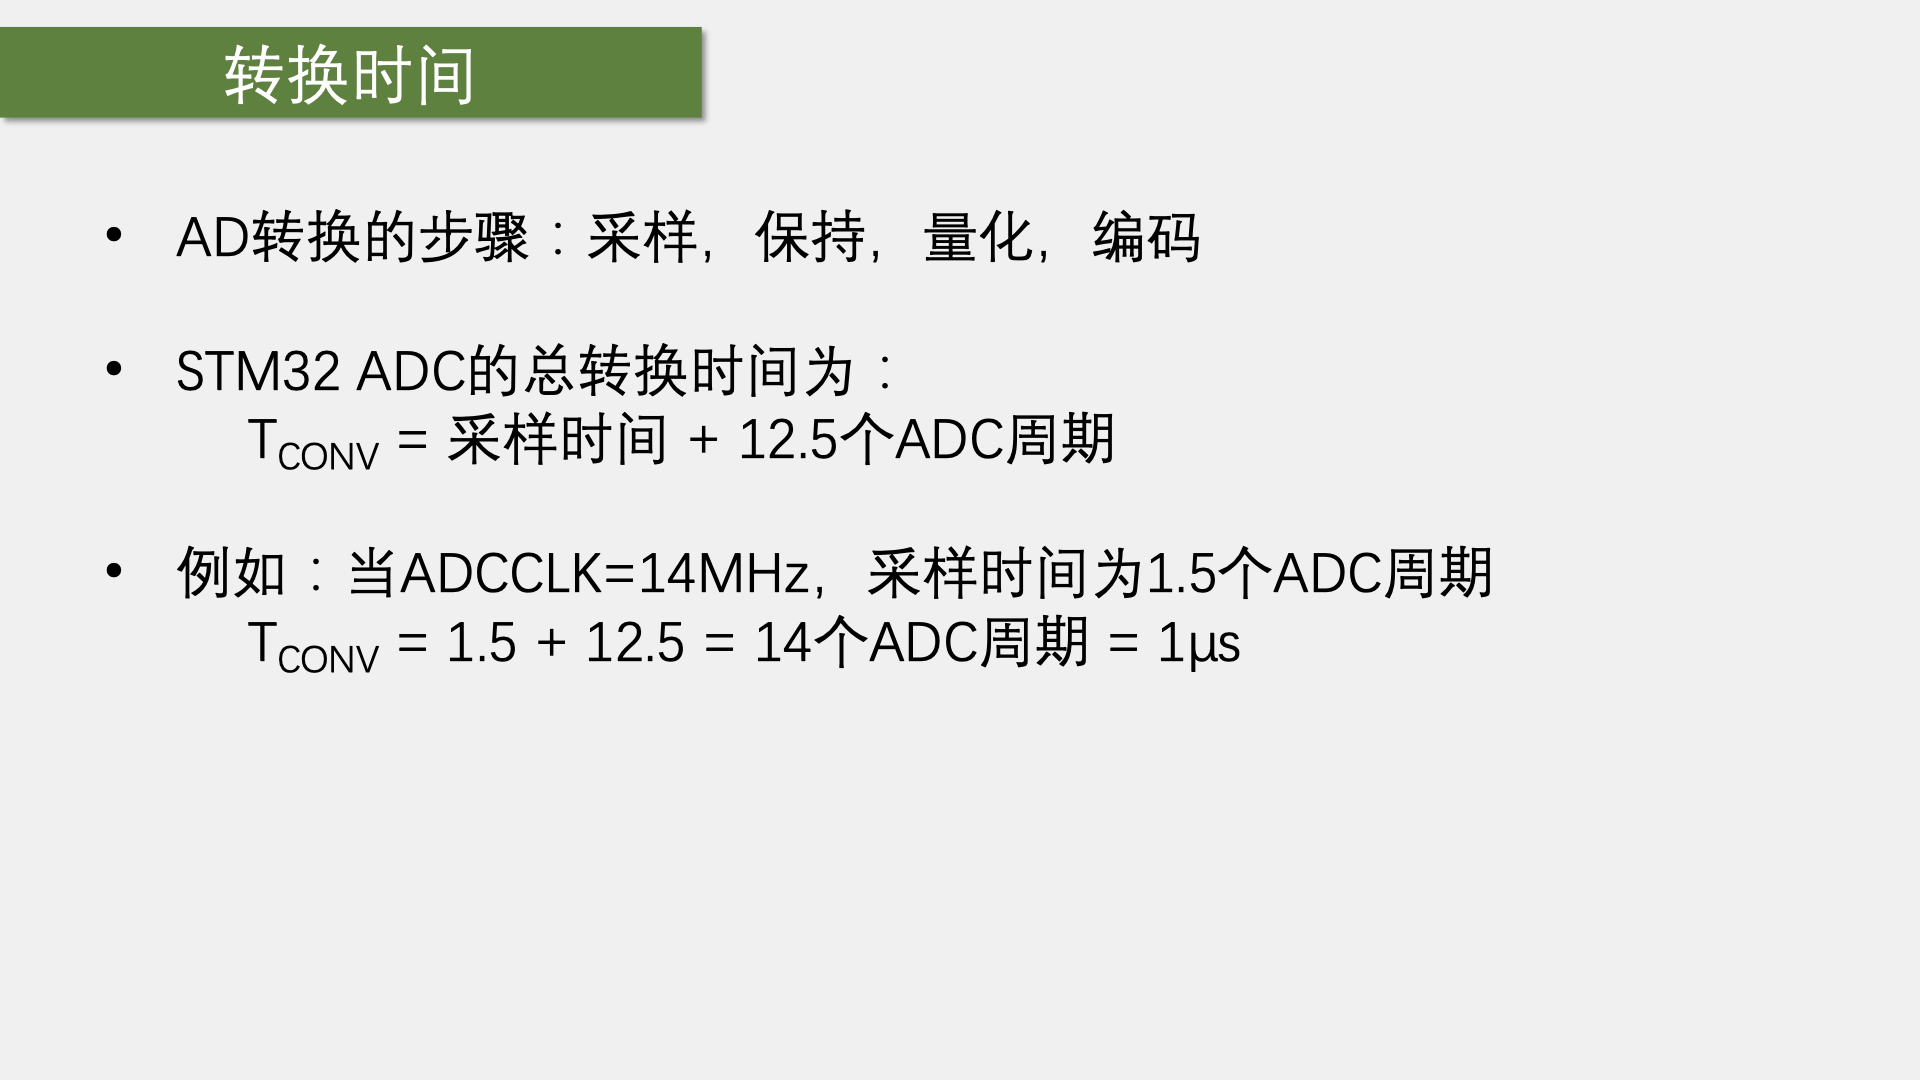 转换时间
• AD转换的步骤：采样，保持，量化，编码
• STM32 ADC的总转换时间为：
T_CONV = 采样时间 + 12.5个ADC周期
• 例如：当ADCCLK=14MHz，采样时间为1.5个ADC周期
T_CONV = 1.5 + 12.5 = 14个ADC周期 = 1μs